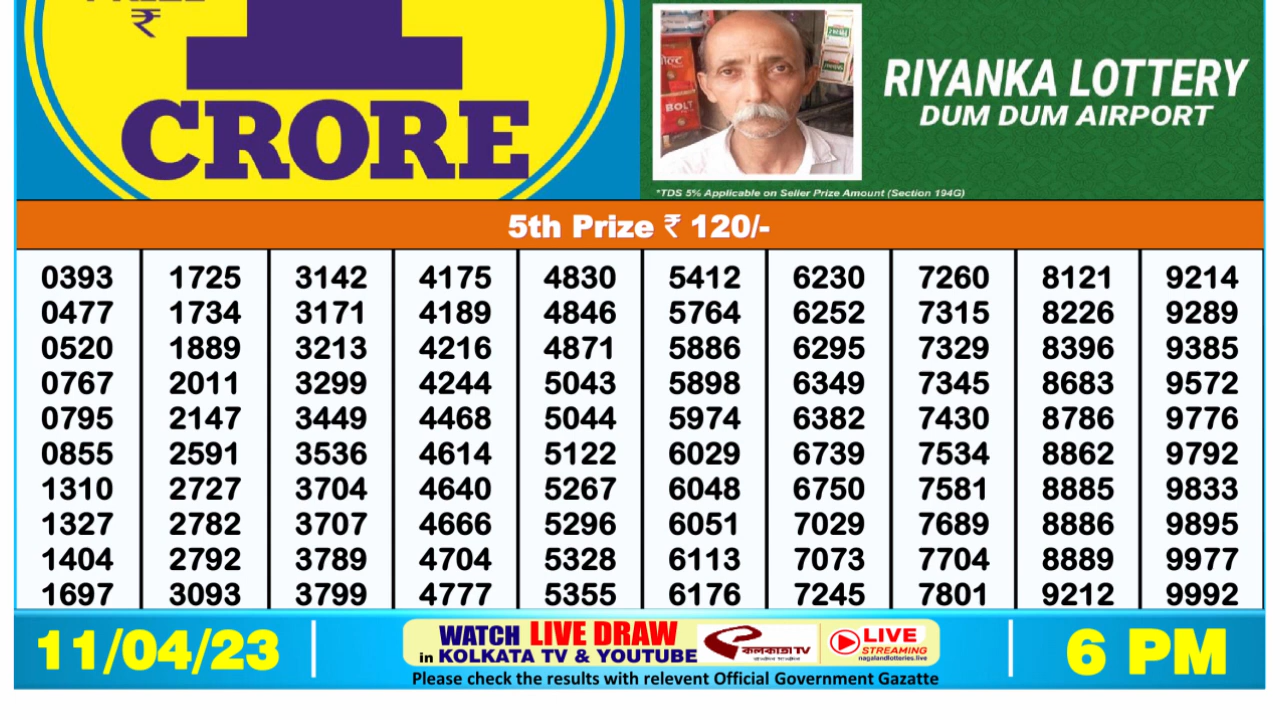 ₹
1
CRORE
BOLT
RIYANKA LOTTERY
DUM DUM AIRPORT
*TDS 5% Applicable on Seller Prize Amount (Section 194G)
5th Prize ₹ 120/-
0393 1725 3142 4175 4830 5412 6230 7260 8121 9214
0477 1734 3171 4189 4846 5764 6252 7315 8226 9289
0520 1889 3213 4216 4871 5886 6295 7329 8396 9385
0767 2011 3299 4244 5043 5898 6349 7345 8683 9572
0795 2147 3449 4468 5044 5974 6382 7430 8786 9776
0855 2591 3536 4614 5122 6029 6739 7534 8862 9792
1310 2727 3704 4640 5267 6048 6750 7581 8885 9833
1327 2782 3707 4666 5296 6051 7029 7689 8886 9895
1404 2792 3789 4704 5328 6113 7073 7704 8889 9977
1697 3093 3799 4777 5355 6176 7245 7801 9212 9992
11/04/23
WATCH LIVE DRAW
in KOLKATA TV & YOUTUBE
কলকাতা TV
LIVE
STREAMING
nagalandlotteries.live
Please check the results with relevent Official Government Gazatte
6 PM